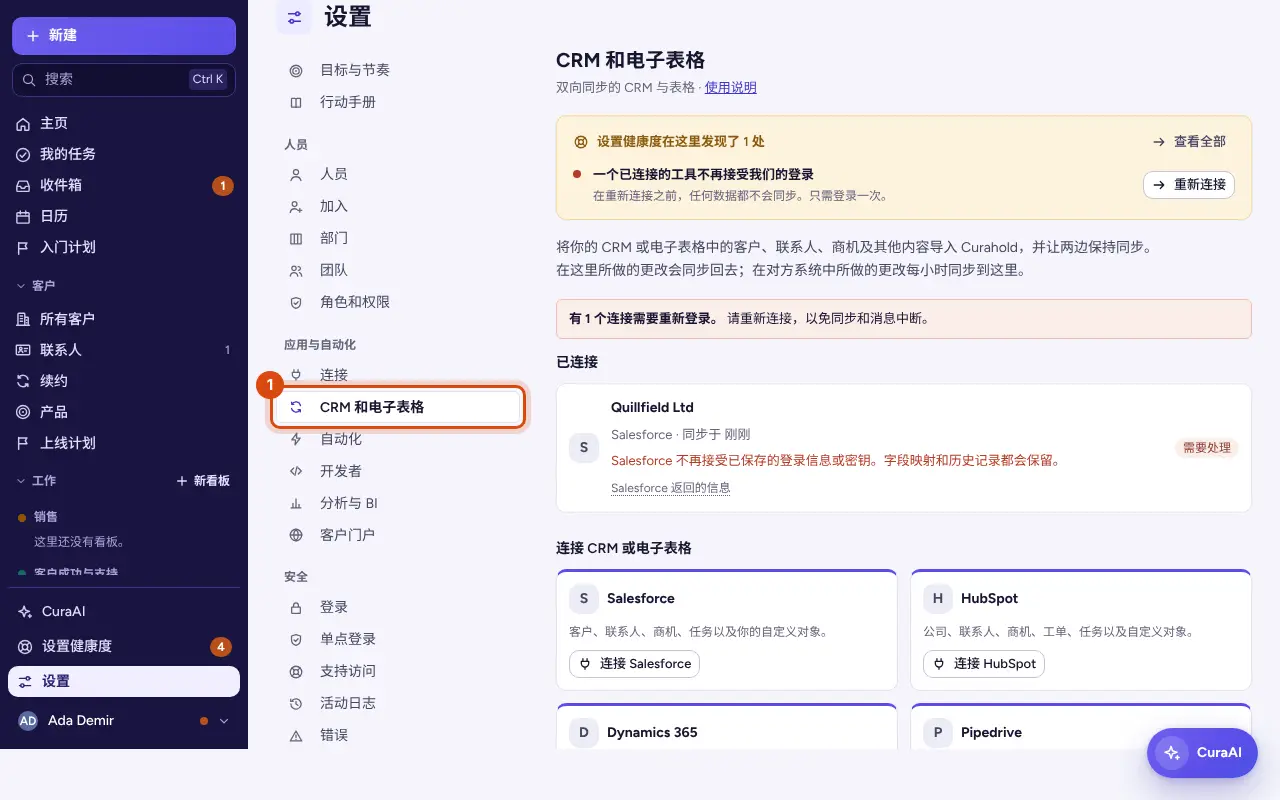 新建
搜索
Ctrl K
主页
我的任务
收件箱
1
日历
入门计划
客户
所有客户
联系人
1
续约
产品
上线计划
工作
新看板
销售
这里还没有看板。
客户成功与支持
CuraAI
设置健康度
4
设置
AD
Ada Demir
设置
目标与节奏
行动手册
人员
人员
加入
部门
团队
角色和权限
应用与自动化
连接
1
CRM 和电子表格
自动化
开发者
分析与 BI
客户门户
安全
登录
单点登录
支持访问
活动日志
错误
CRM 和电子表格
双向同步的 CRM 与表格 · 使用说明
设置健康度在这里发现了 1 处
查看全部
一个已连接的工具不再接受我们的登录
在重新连接之前，任何数据都不会同步。只需登录一次。
重新连接
将你的 CRM 或电子表格中的客户、联系人、商机及其他内容导入 Curahold，并让两边保持同步。
在这里所做的更改会同步回去；在对方系统中所做的更改每小时同步到这里。
有 1 个连接需要重新登录。 请重新连接，以免同步和消息中断。
已连接
S
Quillfield Ltd
Salesforce · 同步于 刚刚
Salesforce 不再接受已保存的登录信息或密钥。字段映射和历史记录都会保留。
Salesforce 返回的信息
需要处理
连接 CRM 或电子表格
S
Salesforce
客户、联系人、商机、任务以及你的自定义对象。
连接 Salesforce
H
HubSpot
公司、联系人、商机、工单、任务以及自定义对象。
连接 HubSpot
D
Dynamics 365
P
Pipedrive
CuraAI